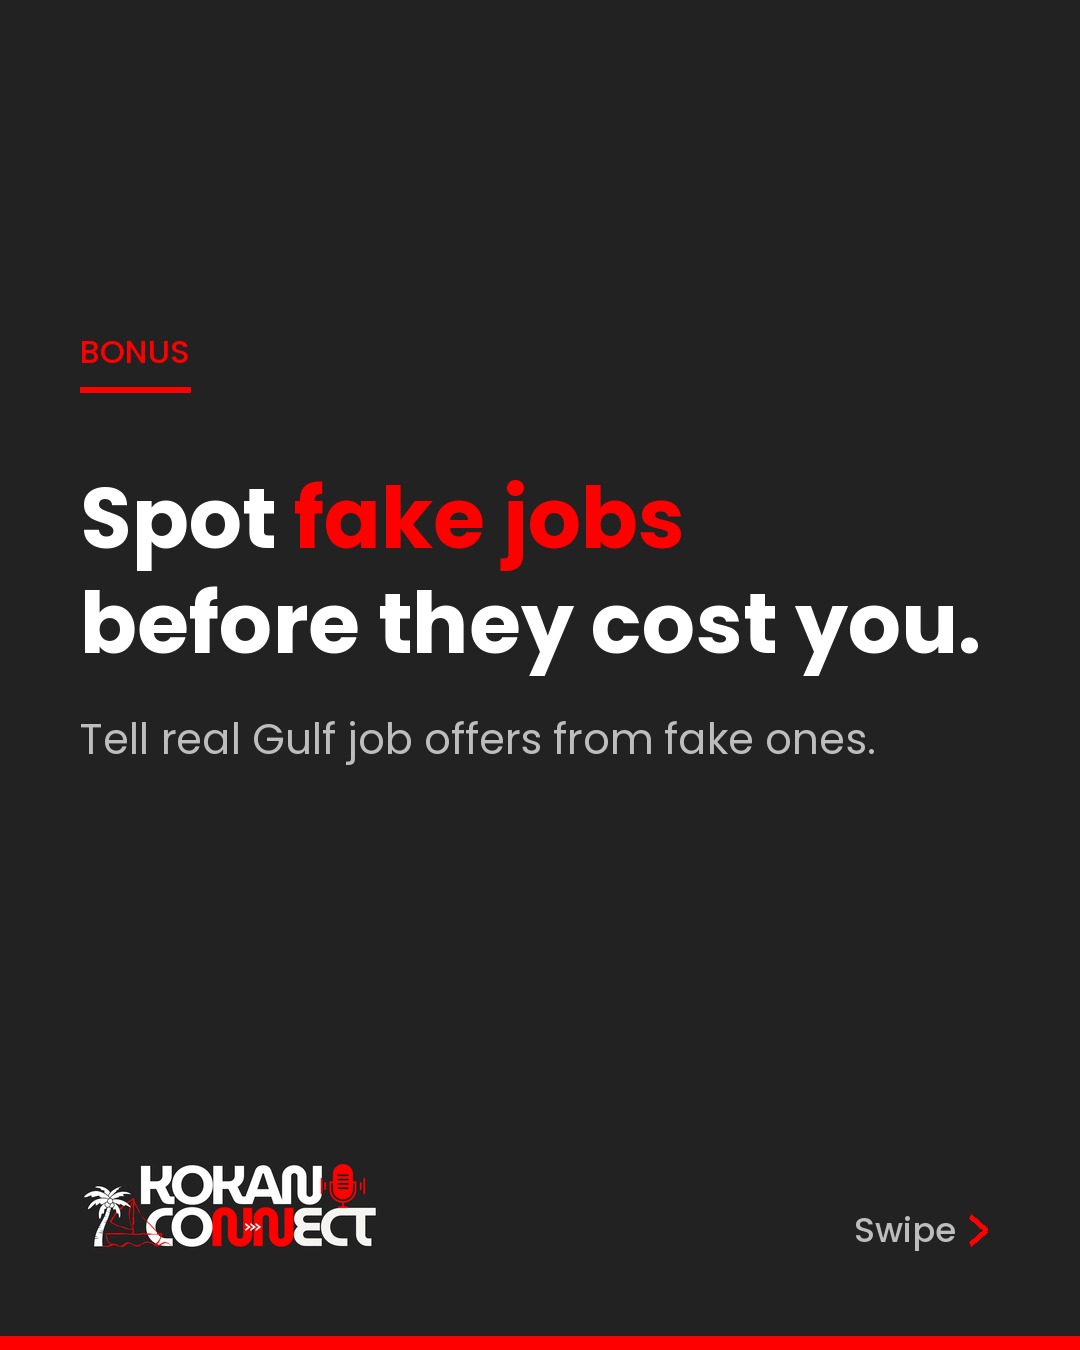 BONUS
Spot fake jobs
before they cost you.
Tell real Gulf job offers from fake ones.
KOKAN
CONNECT
Swipe